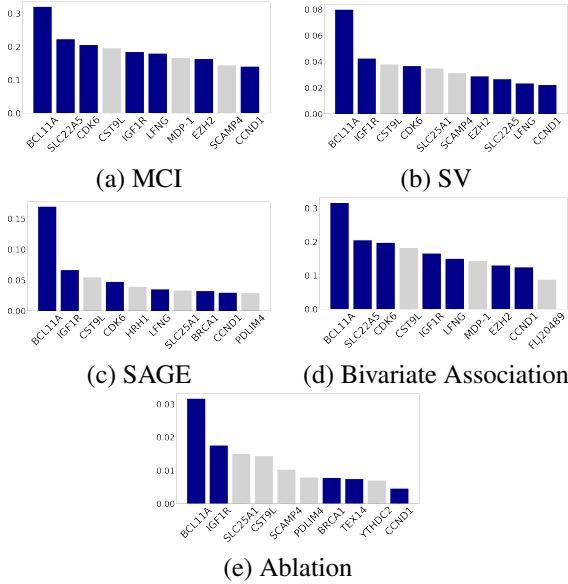 0.3
0.2
0.1
0.0
BCL11A SLC22A5 CDK6 CST9L IGF1R LFNG MDP-1 EZH2 SCAMP4 CCND1
(a) MCI
0.08
0.06
0.04
0.02
0.00
BCL11A IGF1R CST9L CDK6 SLC25A1 SCAMP4 EZH2 SLC22A5 LFNG CCND1
(b) SV
0.15
0.10
0.05
0.00
BCL11A IGF1R CST9L CDK6 HRH1 LFNG SLC25A1 BRCA1 CCND1 PDLIM4
(c) SAGE
0.3
0.2
0.1
0.0
BCL11A SLC22A5 CDK6 CST9L IGF1R LFNG MDP-1 EZH2 CCND1 FLJ20489
(d) Bivariate Association
0.03
0.02
0.01
0.00
BCL11A IGF1R SLC25A1 CST9L SCAMP4 PDLIM4 BRCA1 TEX14 YTHDC2 CCND1
(e) Ablation